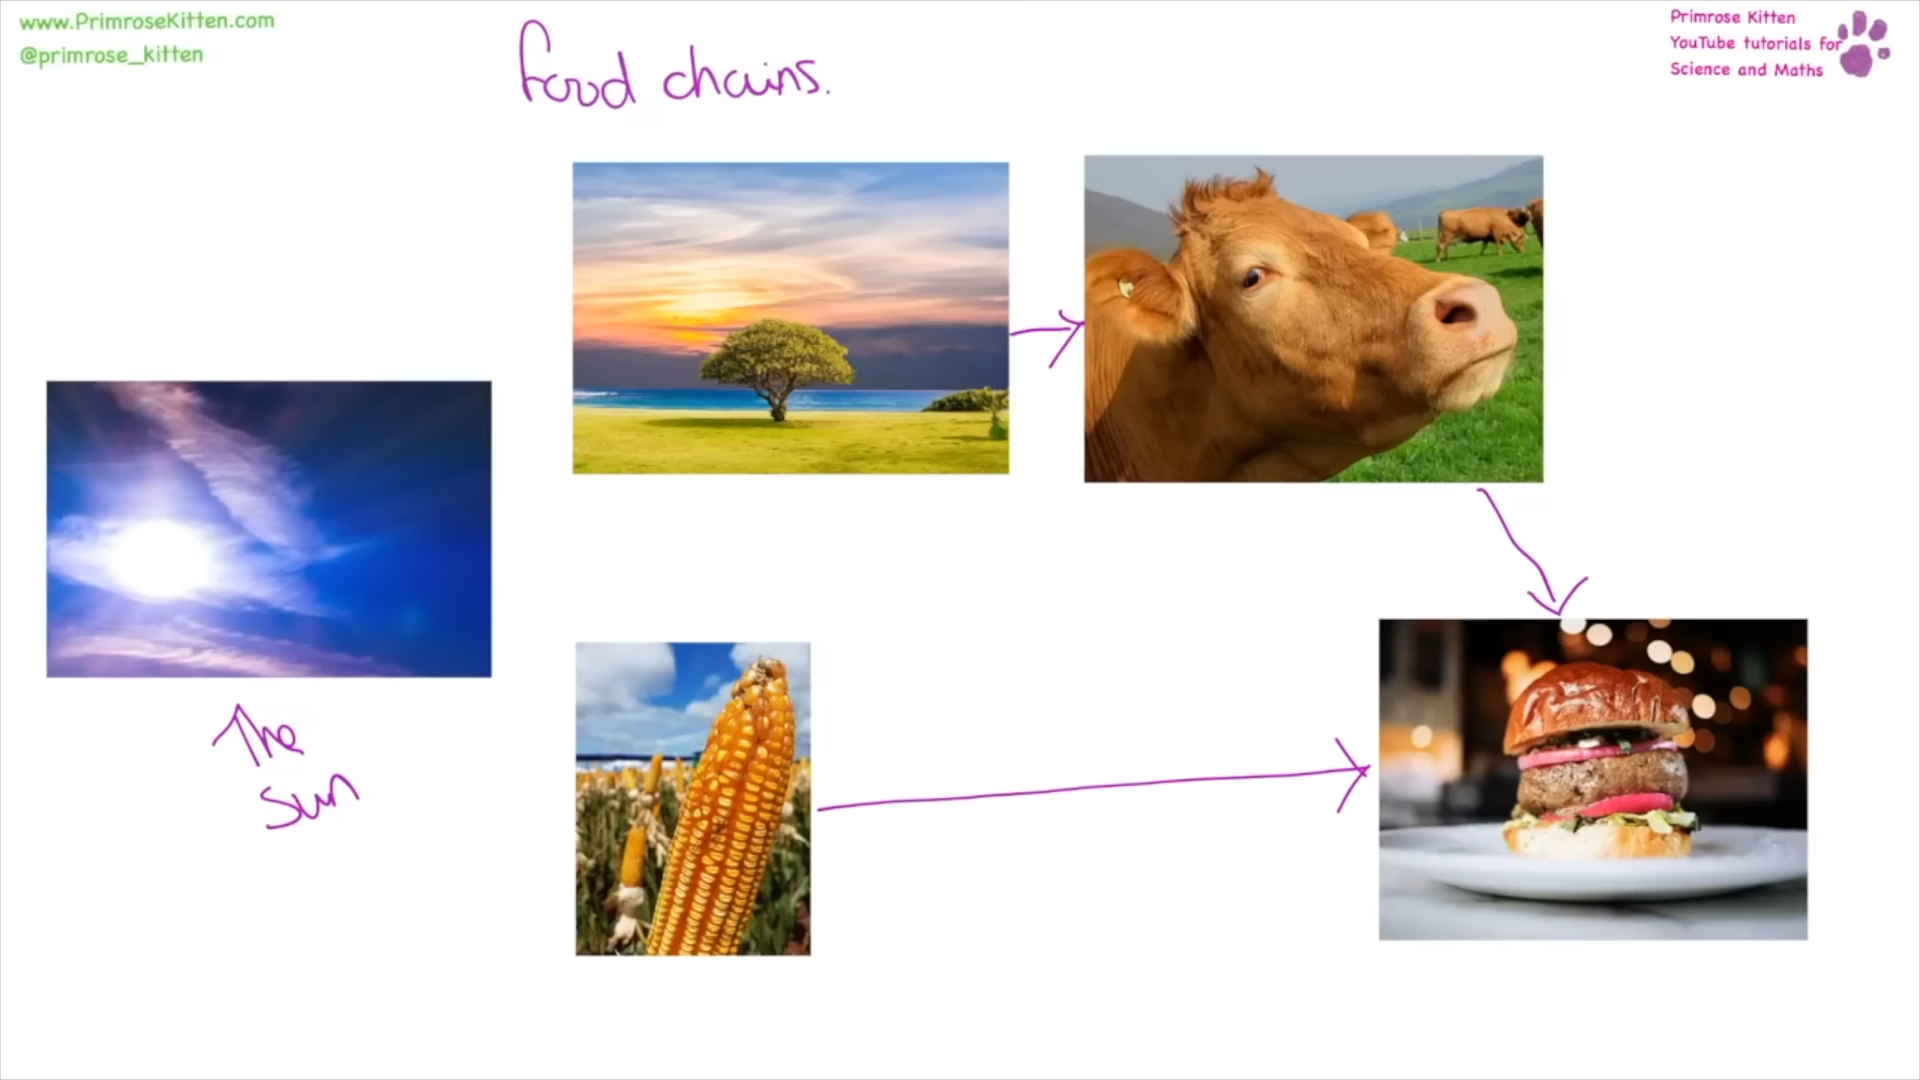 www.PrimroseKitten.com
@primrose_kitten
food chains.
Primrose Kitten
YouTube tutorials for
Science and Maths
The
Sun